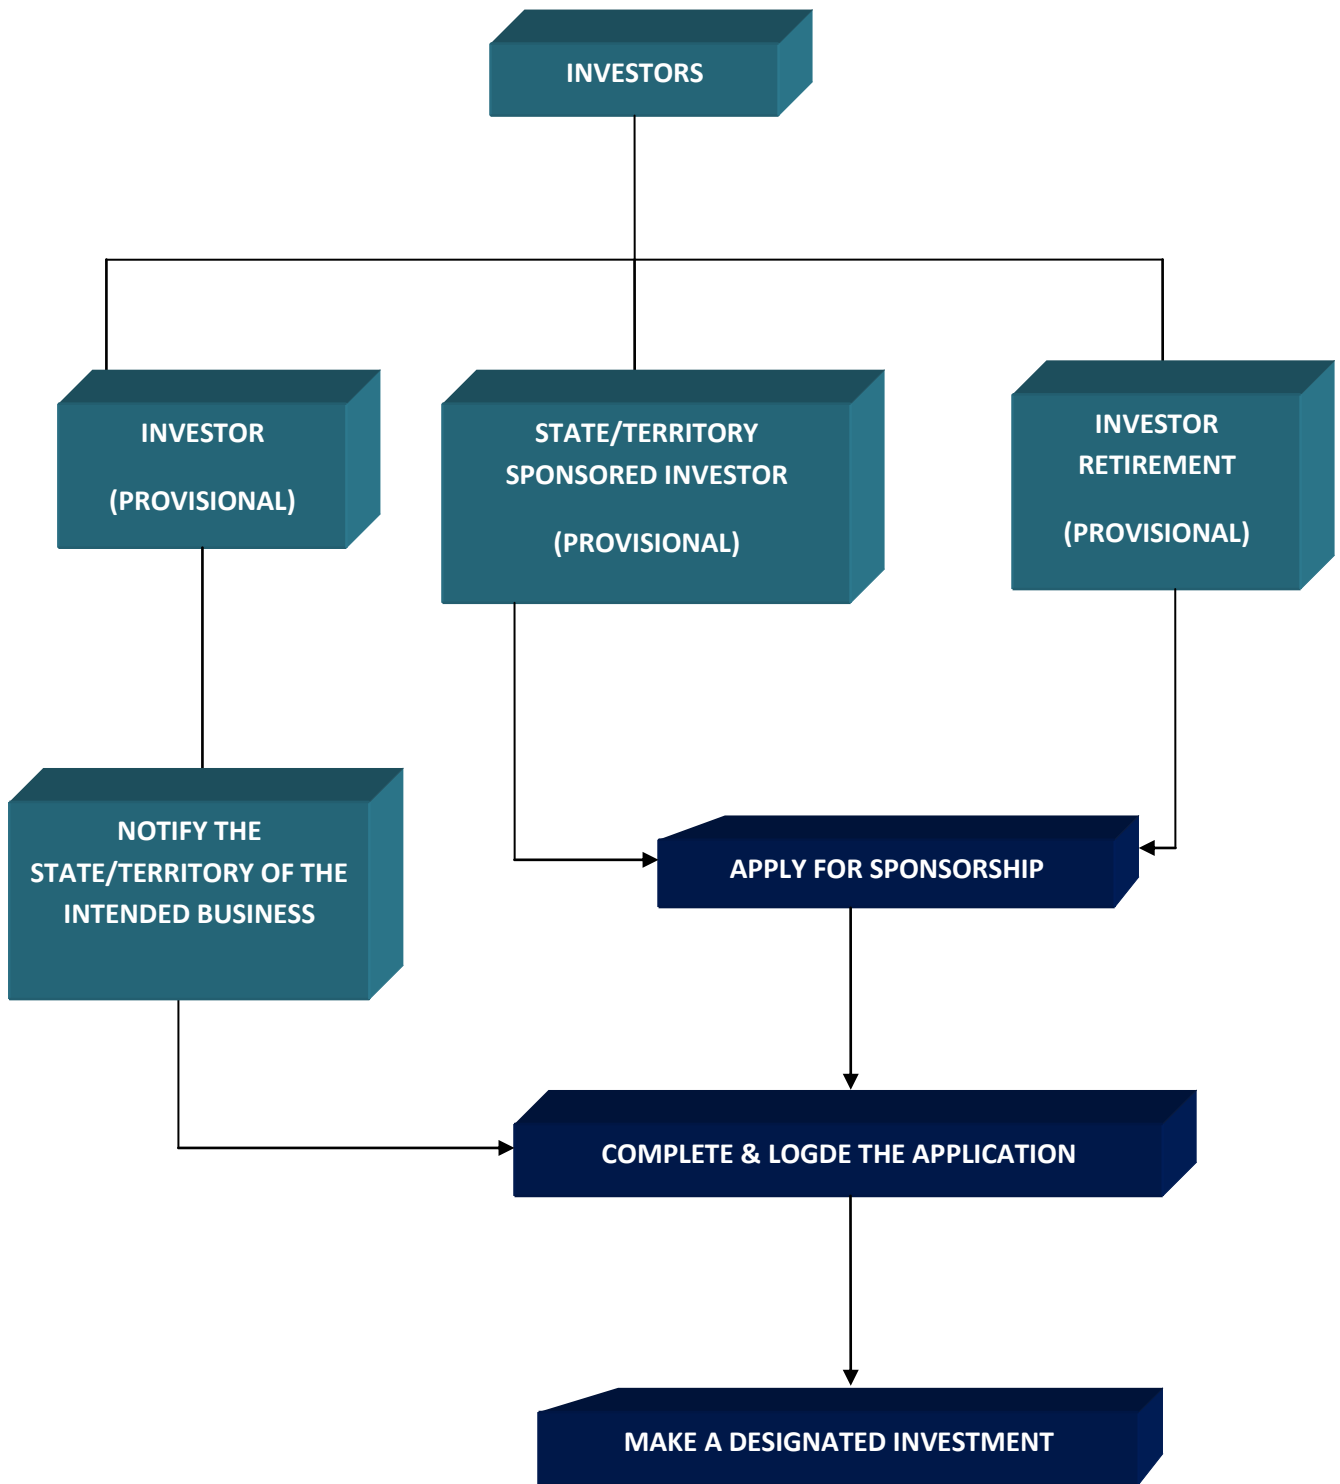 INVESTORS
INVESTOR
(PROVISIONAL)
STATE/TERRITORY
SPONSORED INVESTOR
(PROVISIONAL)
INVESTOR
RETIREMENT
(PROVISIONAL)
NOTIFY THE
STATE/TERRITORY OF THE
INTENDED BUSINESS
APPLY FOR SPONSORSHIP
COMPLETE & LOGDE THE APPLICATION
MAKE A DESIGNATED INVESTMENT